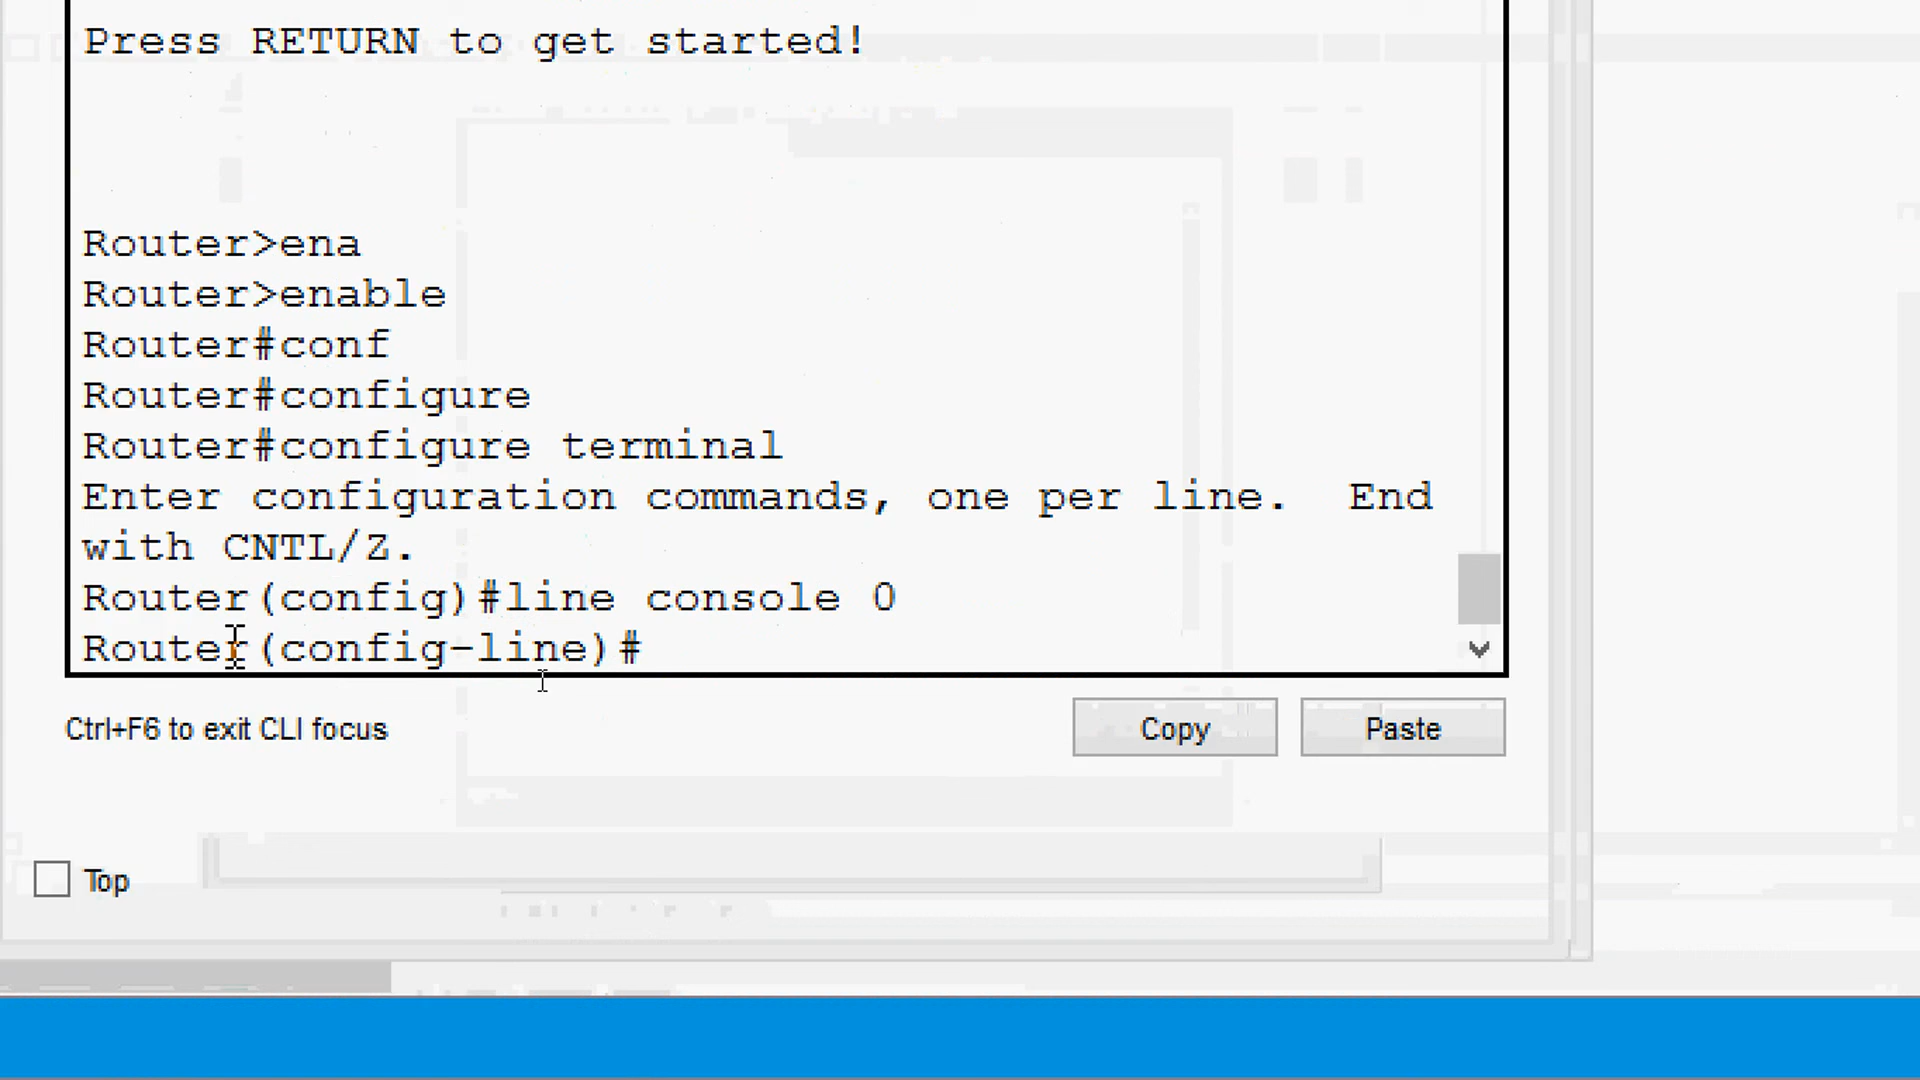 Press RETURN to get started!
Router>ena
Router>enable
Router#conf
Router#configure
Router#configure terminal
Enter configuration commands, one per line.  End
with CNTL/Z.
Router(config)#line console 0
Router(config-line)#
Ctrl+F6 to exit CLI focus
Copy
Paste
Top